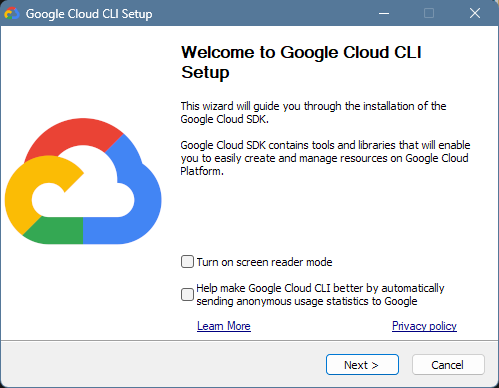 Google Cloud CLI Setup
Welcome to Google Cloud CLI
Setup
This wizard will guide you through the installation of the
Google Cloud SDK.
Google Cloud SDK contains tools and libraries that will enable
you to easily create and manage resources on Google Cloud
Platform.
Turn on screen reader mode
Help make Google Cloud CLI better by automatically
sending anonymous usage statistics to Google
Learn More Privacy policy
Next > Cancel